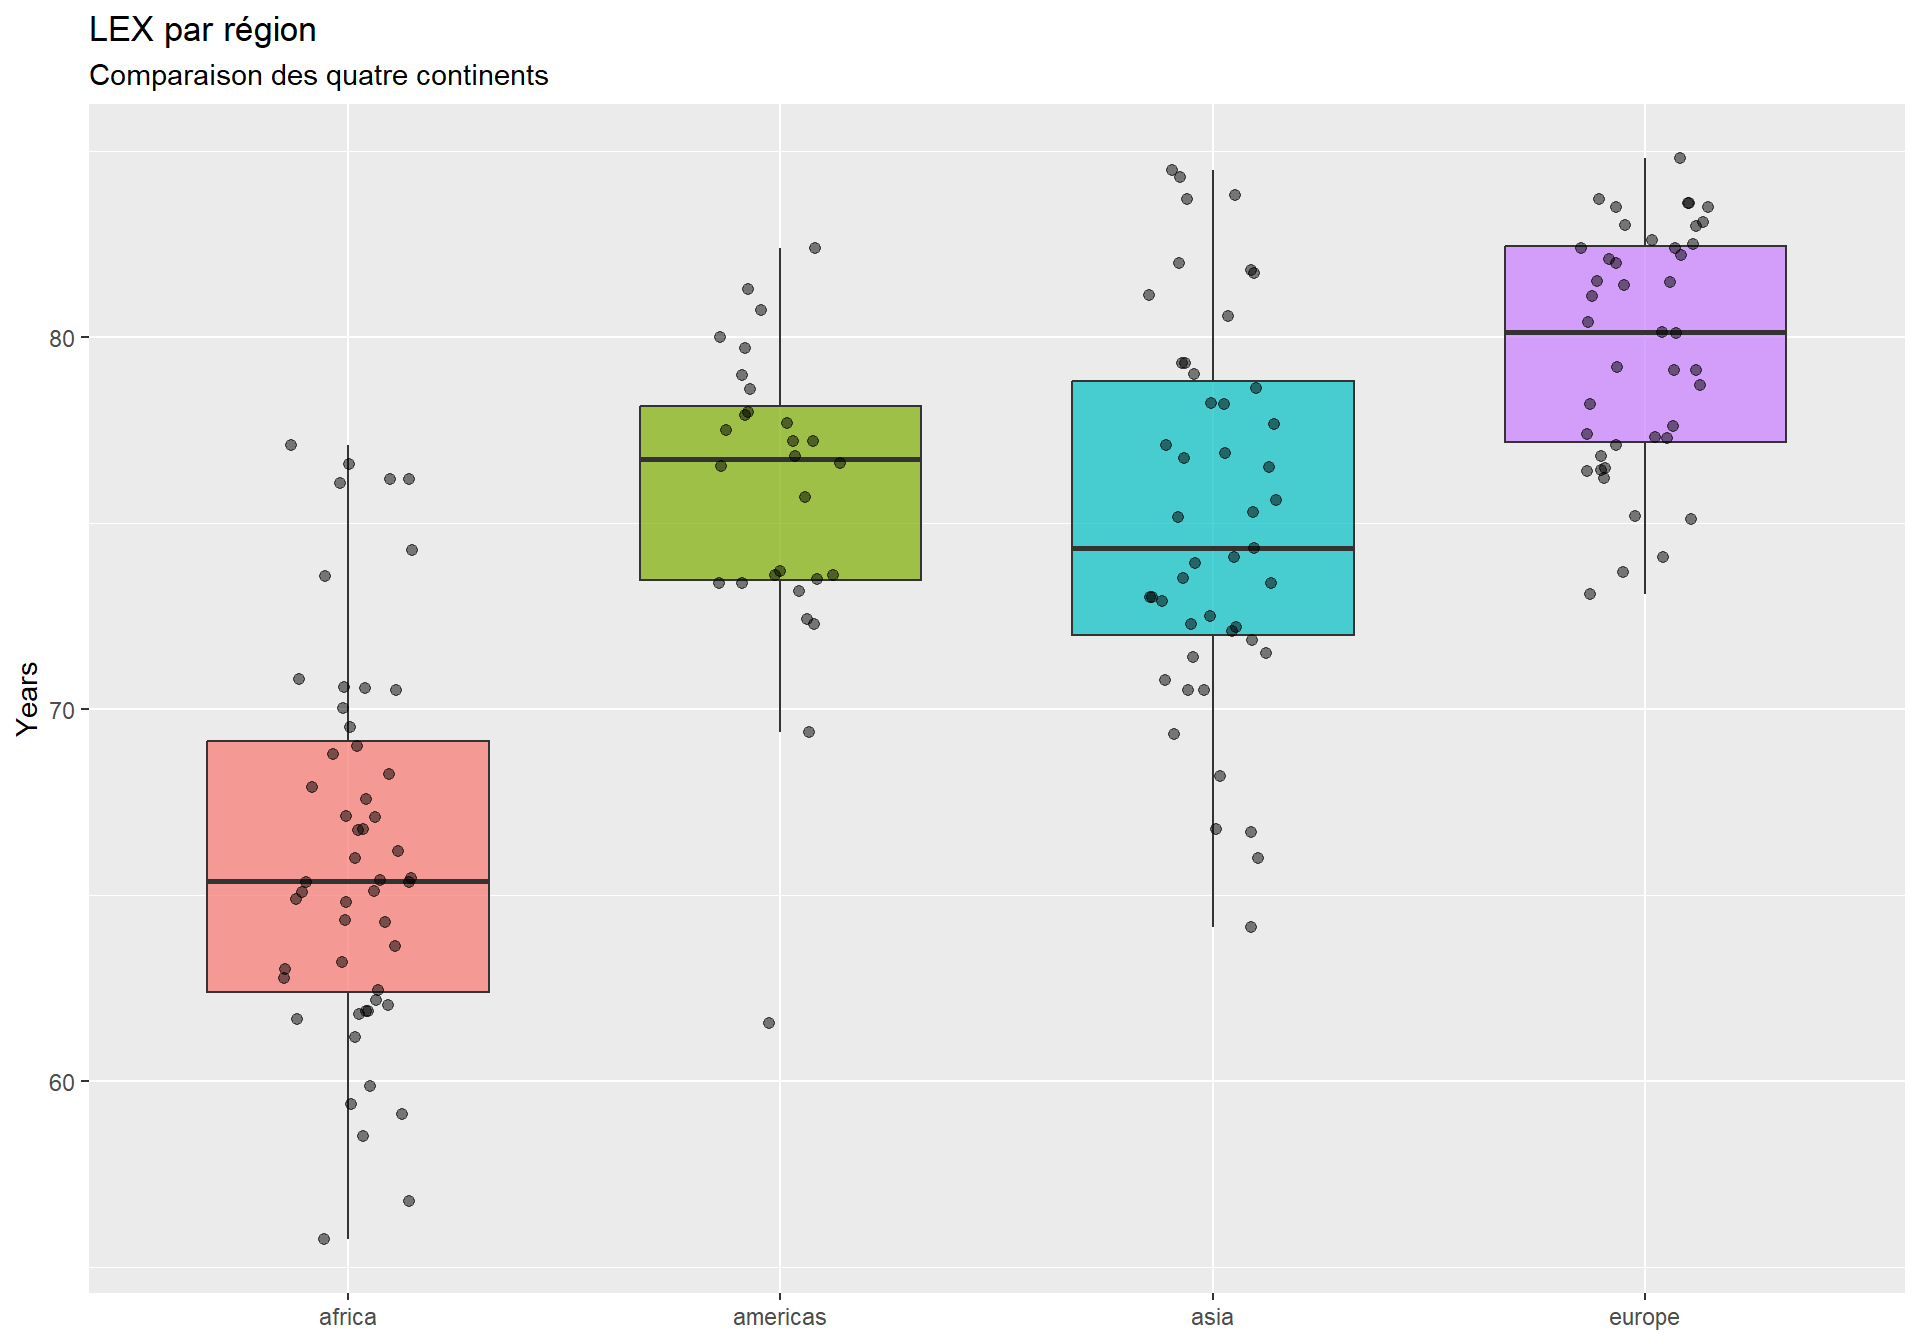 LEX par région
Comparaison des quatre continents
Years
80
70
60
africa americas asia europe